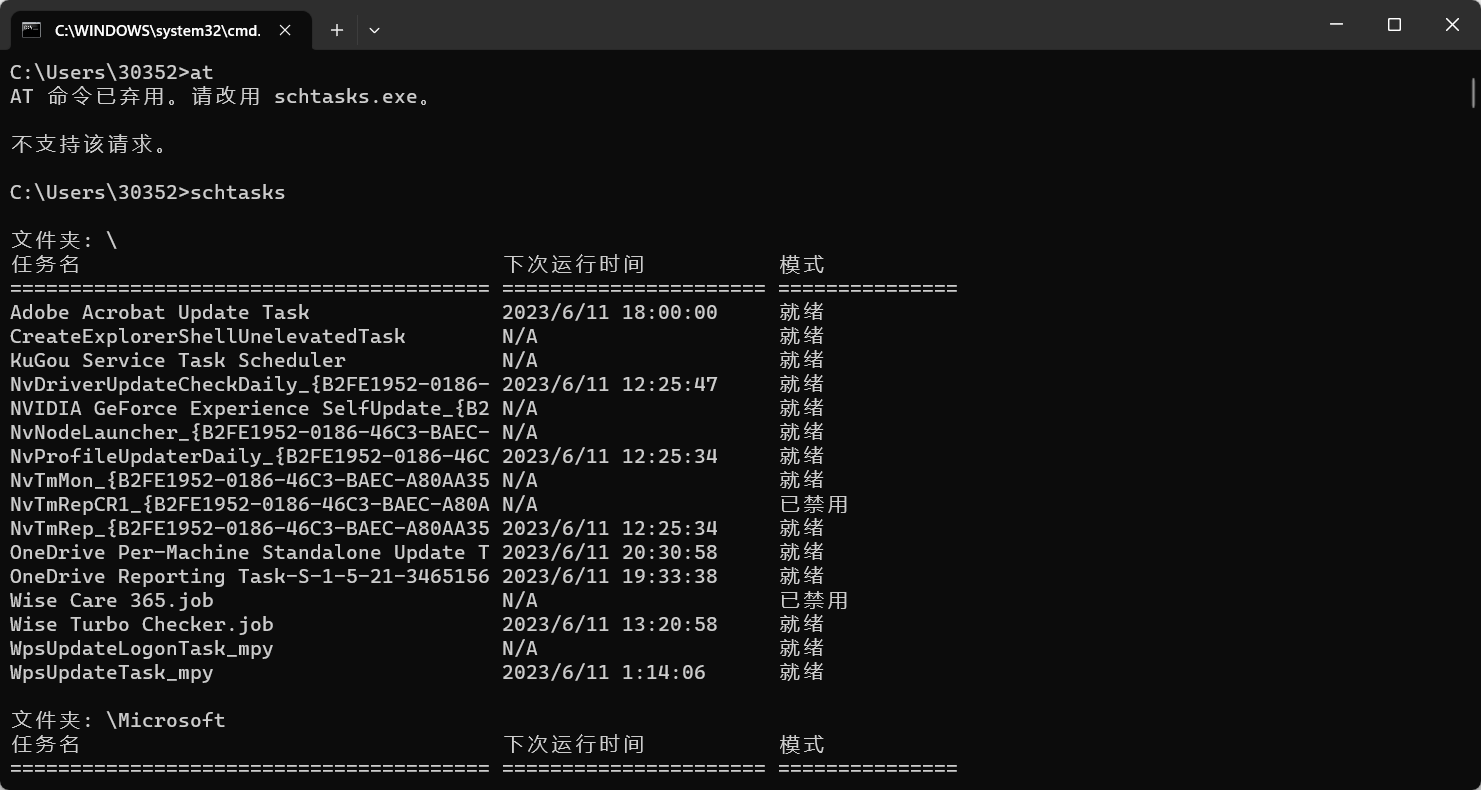 C:\WINDOWS\system32\cmd.
C:\Users\30352>at
AT 命令已弃用。请改用 schtasks.exe。
不支持该请求。
C:\Users\30352>schtasks
文件夹: \
任务名 下次运行时间 模式
======================================== ====================== ===============
Adobe Acrobat Update Task 2023/6/11 18:00:00 就绪
CreateExplorerShellUnelevatedTask N/A 就绪
KuGou Service Task Scheduler N/A 就绪
NvDriverUpdateCheckDaily_{B2FE1952-0186- 2023/6/11 12:25:47 就绪
NVIDIA GeForce Experience SelfUpdate_{B2 N/A 就绪
NvNodeLauncher_{B2FE1952-0186-46C3-BAEC- N/A 就绪
NvProfileUpdaterDaily_{B2FE1952-0186-46C 2023/6/11 12:25:34 就绪
NvTmMon_{B2FE1952-0186-46C3-BAEC-A80AA35 N/A 就绪
NvTmRepCR1_{B2FE1952-0186-46C3-BAEC-A80A N/A 已禁用
NvTmRep_{B2FE1952-0186-46C3-BAEC-A80AA35 2023/6/11 12:25:34 就绪
OneDrive Per-Machine Standalone Update T 2023/6/11 20:30:58 就绪
OneDrive Reporting Task-S-1-5-21-3465156 2023/6/11 19:33:38 就绪
Wise Care 365.job N/A 已禁用
Wise Turbo Checker.job 2023/6/11 13:20:58 就绪
WpsUpdateLogonTask_mpy N/A 就绪
WpsUpdateTask_mpy 2023/6/11 1:14:06 就绪
文件夹: \Microsoft
任务名 下次运行时间 模式
======================================== ====================== ===============